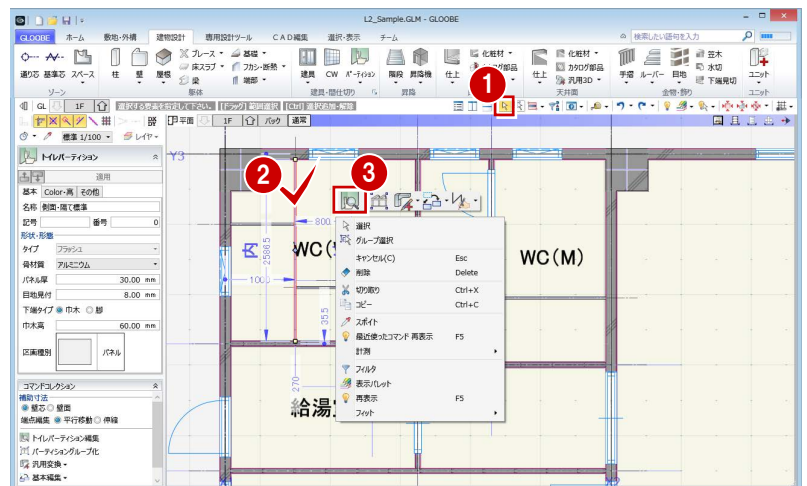 L2_Sample.GLM - GLOOBE
GLOOBE ホーム 敷地・外構 建物設計 専用設計ツール CAD編集 選択・表示 チーム 検索したい語句を入力
通り芯 基準芯 スペース 柱 壁 屋根 ブレース 基礎
床スラブ フカシ・断熱
梁 端部
建具 CW パーテション 階段 昇降機 仕上 化粧材
仕上 化粧材
カタログ部品
汎用3D
手摺 ルーバー 目地 笠木
水切
下端見切
ユニット
ゾーン 躯体 建具・間仕切り 昇降 天井面 金物・部列 ユニット
1
GL 1F 選択する要素を指定して下さい。 [ドラッグ] 範囲選択 [Ctrl] 選択追加・解除
平面 1F バック 通常
標準 1/100 レイヤ
トイレパーティション
適用
基本 Color・高 その他
名称 側面・隔て標準
記号 番号 0
形状・形態
タイプ フラッシュ
骨材質 アルミニウム
パネル厚 30.00 mm
目地見付 8.00 mm
下端タイプ 巾木 脚
巾木高 60.00 mm
区画種別 パネル
コマンドコレクション
補助寸法
壁芯 壁面
端点編集 平行移動 伸縮
トイレパーティション編集
パーティショングループ化
汎用変換
基本編集
Y3
2
3
800
2586.5
1000
35.5
270
WC(
WC(M)
給湯
選択
グループ選択
キャンセル(C) Esc
削除 Delete
切り取り Ctrl+X
コピー Ctrl+C
スポイト
最近使ったコマンド 再表示 F5
計測
フィルタ
表示パレット
再表示 F5
フィット